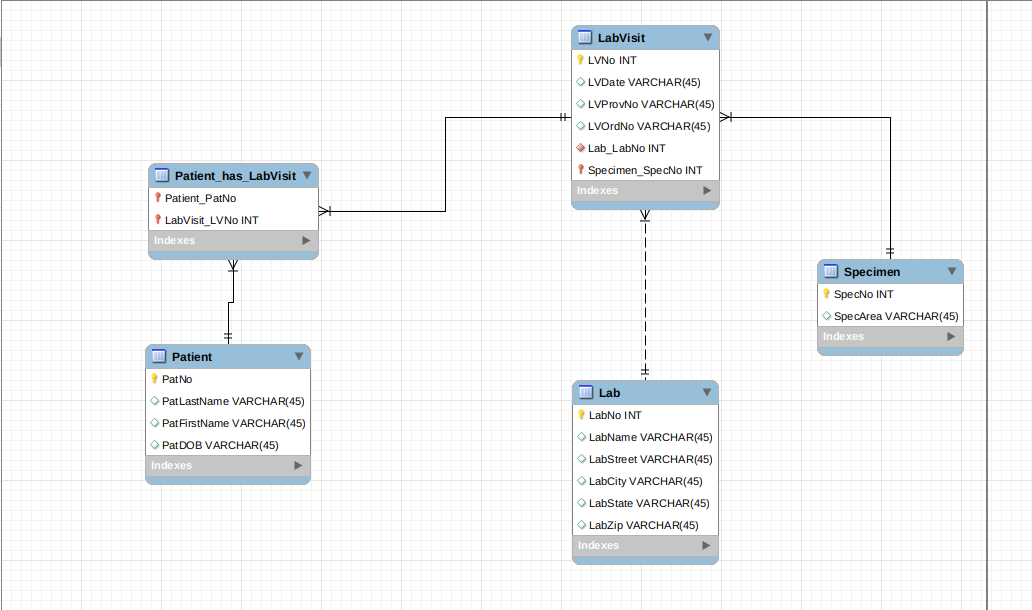 LabVisit
LVNo INT
LVDate VARCHAR(45)
LVProvNo VARCHAR(45)
LVOrdNo VARCHAR(45)
Lab_LabNo INT
Specimen_SpecNo INT
Indexes
Patient_has_LabVisit
Patient_PatNo
LabVisit_LVNo INT
Indexes
Specimen
SpecNo INT
SpecArea VARCHAR(45)
Indexes
Patient
PatNo
PatLastName VARCHAR(45)
PatFirstName VARCHAR(45)
PatDOB VARCHAR(45)
Indexes
Lab
LabNo INT
LabName VARCHAR(45)
LabStreet VARCHAR(45)
LabCity VARCHAR(45)
LabState VARCHAR(45)
LabZip VARCHAR(45)
Indexes